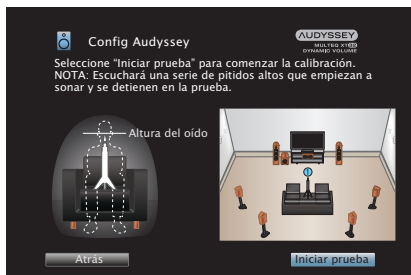 Config Audyssey
AUDYSSEY
MULTEQ XT32
DYNAMIC VOLUME
Seleccione “Iniciar prueba” para comenzar la calibración.
NOTA: Escuchará una serie de pitidos altos que empiezan a
sonar y se detienen en la prueba.
Altura del oído
Atrás
Iniciar prueba